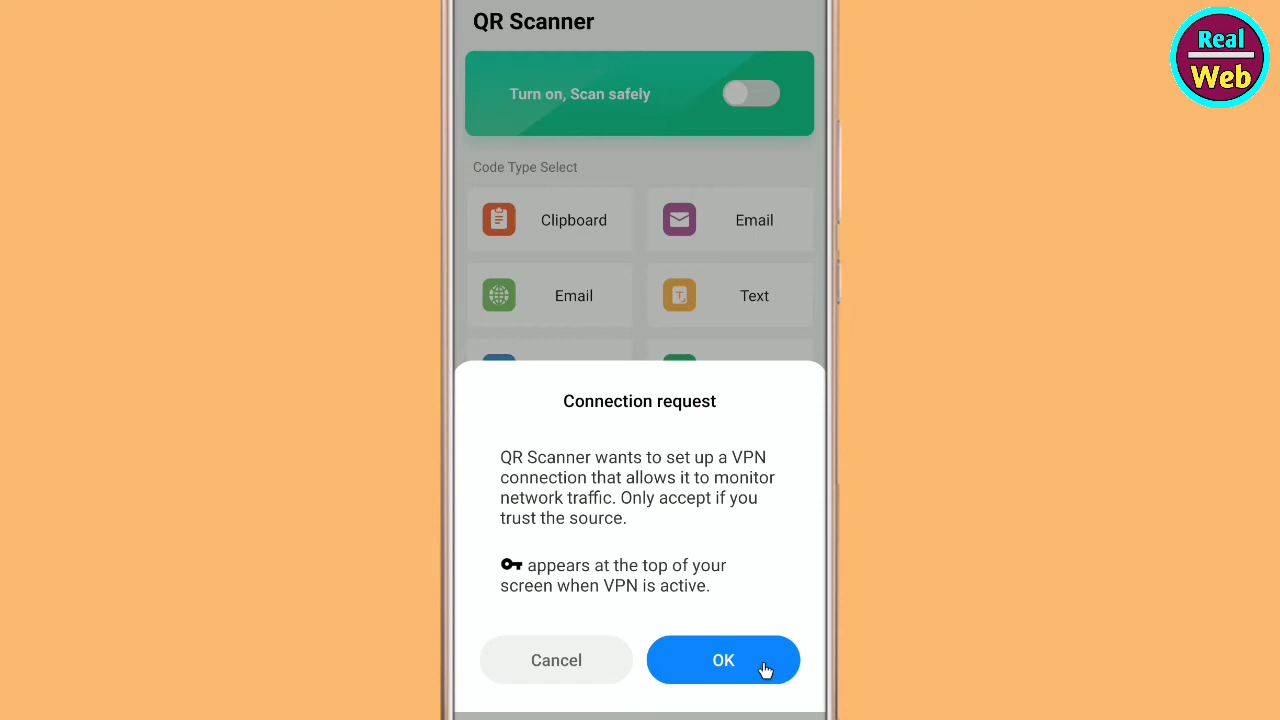 QR Scanner
Real
Web
Turn on, Scan safely
Code Type Select
Clipboard
Email
Email
Text
Connection request
QR Scanner wants to set up a VPN
connection that allows it to monitor
network traffic. Only accept if you
trust the source.
appears at the top of your
screen when VPN is active.
Cancel
OK